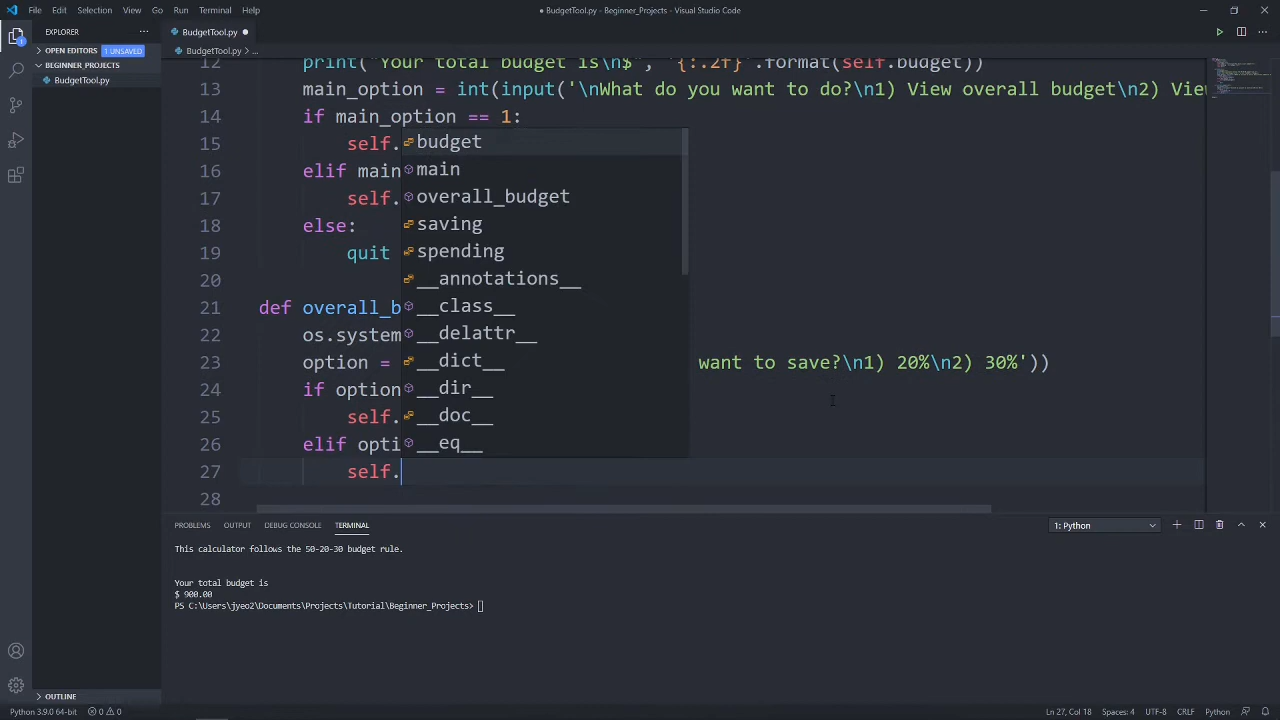 File Edit Selection View Go Run Terminal Help
● BudgetTool.py - Beginner_Projects - Visual Studio Code
EXPLORER
OPEN EDITORS 1 UNSAVED
BEGINNER_PROJECTS
BudgetTool.py
OUTLINE
BudgetTool.py ●
BudgetTool.py > ...
12 print("Your total budget is\n$", "{:.2f}".format(self.budget))
13 main_option = int(input('\nWhat do you want to do?\n1) View overall budget\n2) View
14 if main_option == 1:
15 self.
16 elif main
17 self.
18 else:
19 quit
20
21 def overall_b
22 os.system
23 option = want to save?\n1) 20%\n2) 30%'))
24 if option
25 self.
26 elif opti
27 self.
28
budget
main
overall_budget
saving
spending
__annotations__
__class__
__delattr__
__dict__
__dir__
__doc__
__eq__
PROBLEMS OUTPUT DEBUG CONSOLE TERMINAL
1: Python
This calculator follows the 50-20-30 budget rule.
Your total budget is
$ 900.00
PS C:\Users\jyeo2\Documents\Projects\Tutorial\Beginner_Projects>
Python 3.9.0 64-bit 0 0
Ln 27, Col 18 Spaces: 4 UTF-8 CRLF Python